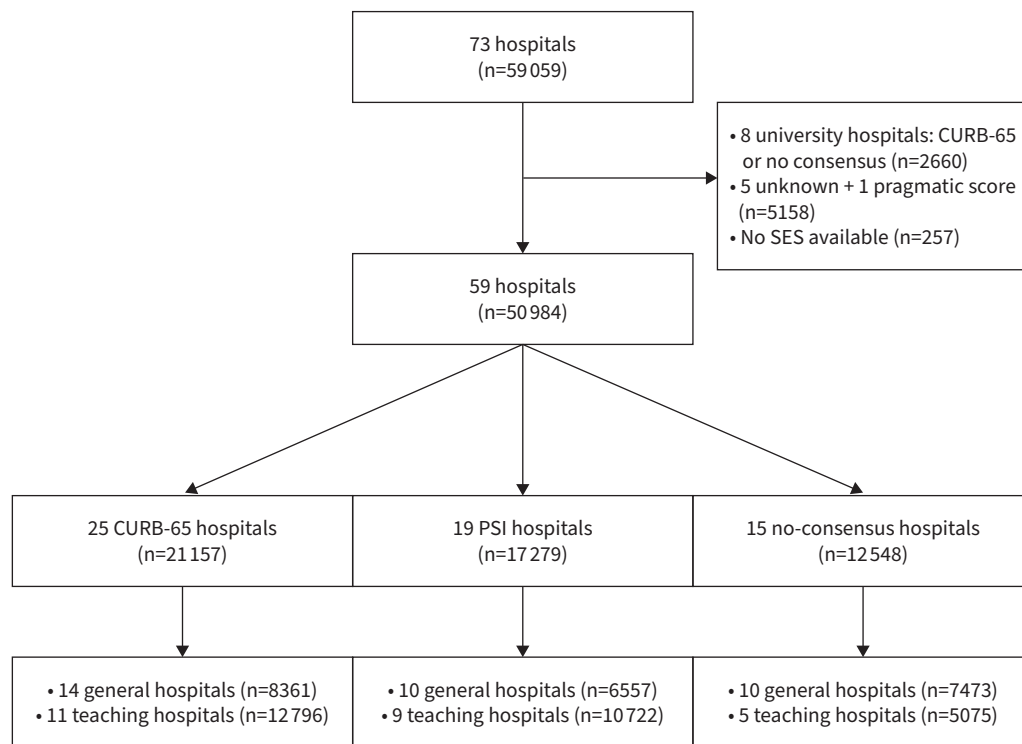 73 hospitals
(n=59 059)
• 8 university hospitals: CURB-65
or no consensus (n=2660)
• 5 unknown + 1 pragmatic score
(n=5158)
• No SES available (n=257)
59 hospitals
(n=50 984)
25 CURB-65 hospitals
(n=21 157)
19 PSI hospitals
(n=17 279)
15 no-consensus hospitals
(n=12 548)
• 14 general hospitals (n=8361)
• 11 teaching hospitals (n=12 796)
• 10 general hospitals (n=6557)
• 9 teaching hospitals (n=10 722)
• 10 general hospitals (n=7473)
• 5 teaching hospitals (n=5075)